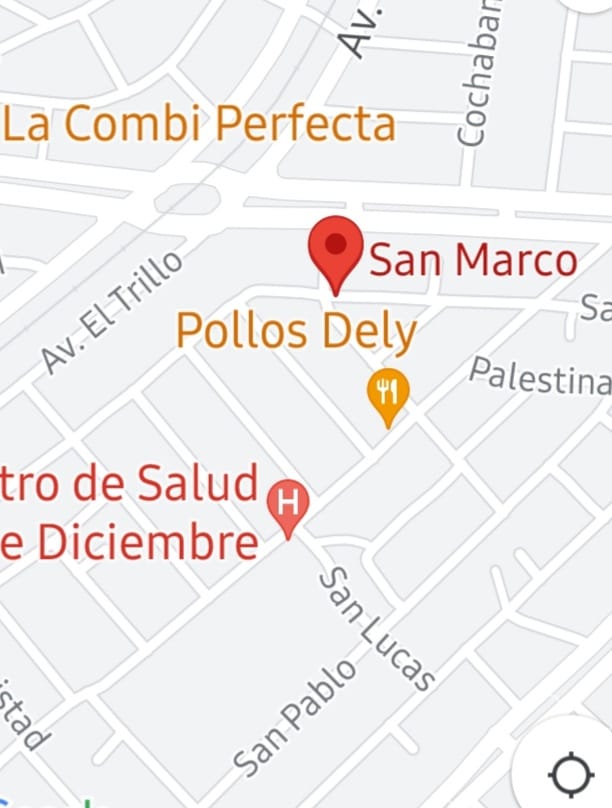 Av.
Cochaban
La Combi Perfecta
San Marco
Av. El Trillo
Sa
Pollos Dely
Palestina
tro de Salud
H
e Diciembre
San Lucas
San Pablo
istad